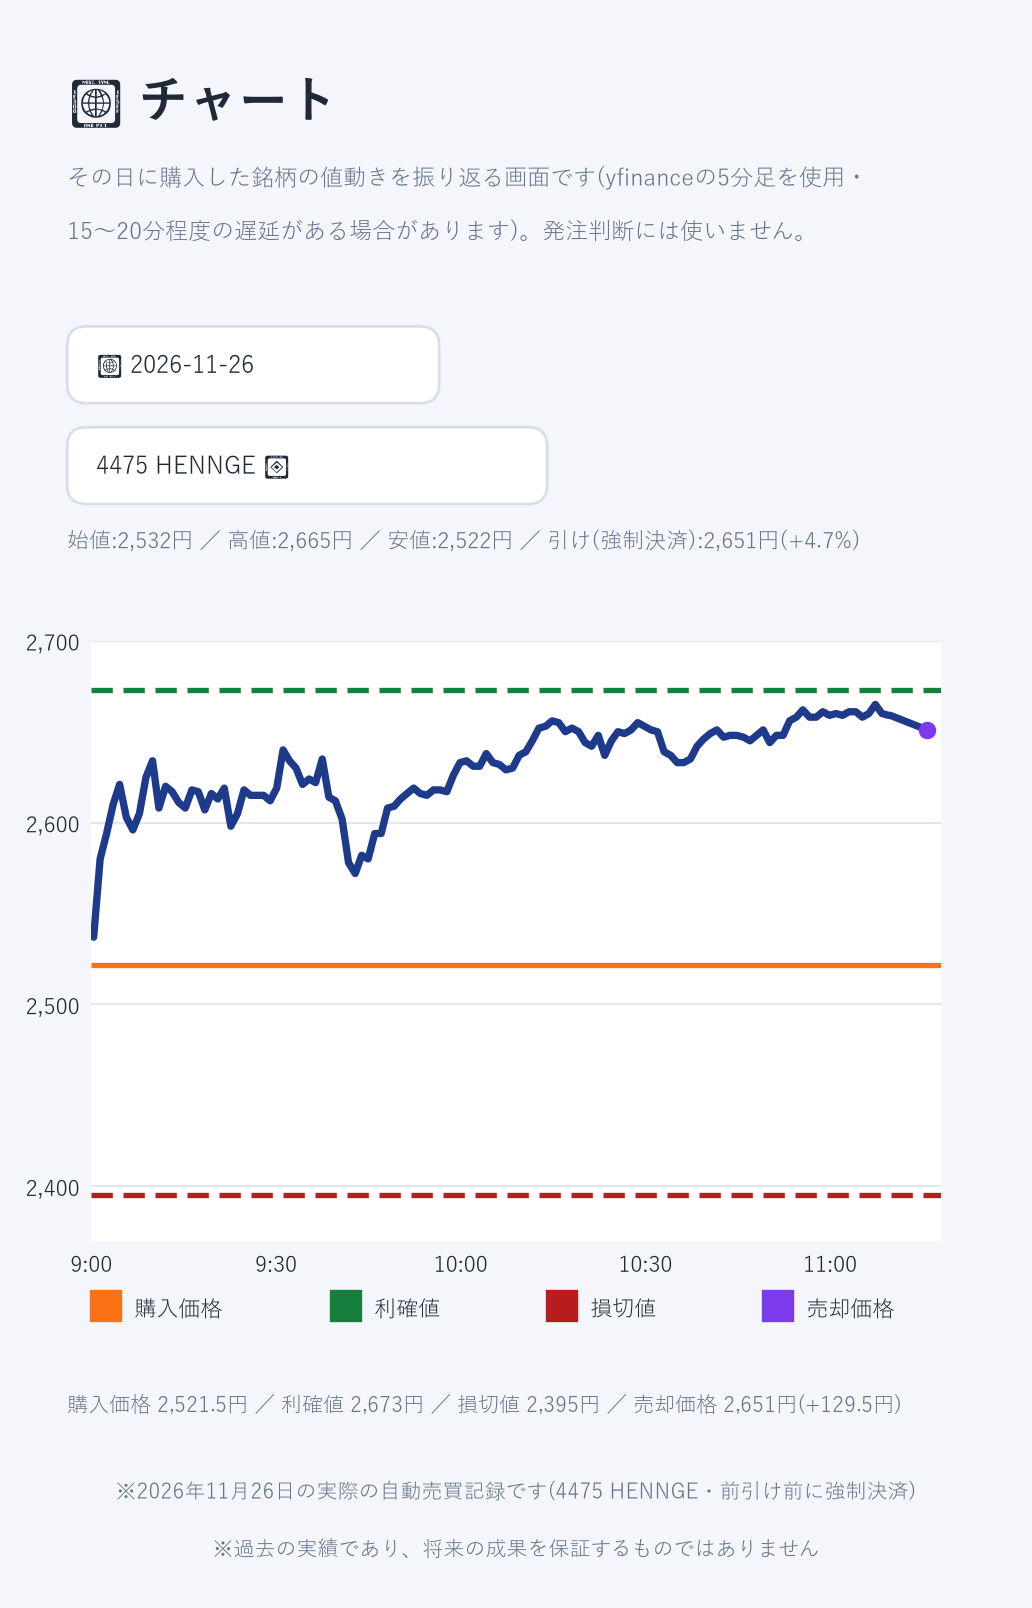 チャート
その日に購入した銘柄の値動きを振り返る画面です(yfinanceの5分足を使用・
15〜20分程度の遅延がある場合があります)。発注判断には使いません。
2026-11-26
4475 HENNGE
始値:2,532円 ／ 高値:2,665円 ／ 安値:2,522円 ／ 引け(強制決済):2,651円(+4.7%)
2,700
2,600
2,500
2,400
9:00 9:30 10:00 10:30 11:00
購入価格 利確値 損切値 売却価格
購入価格 2,521.5円 ／ 利確値 2,673円 ／ 損切値 2,395円 ／ 売却価格 2,651円(+129.5円)
※2026年11月26日の実際の自動売買記録です(4475 HENNGE・前引け前に強制決済)
※過去の実績であり、将来の成果を保証するものではありません